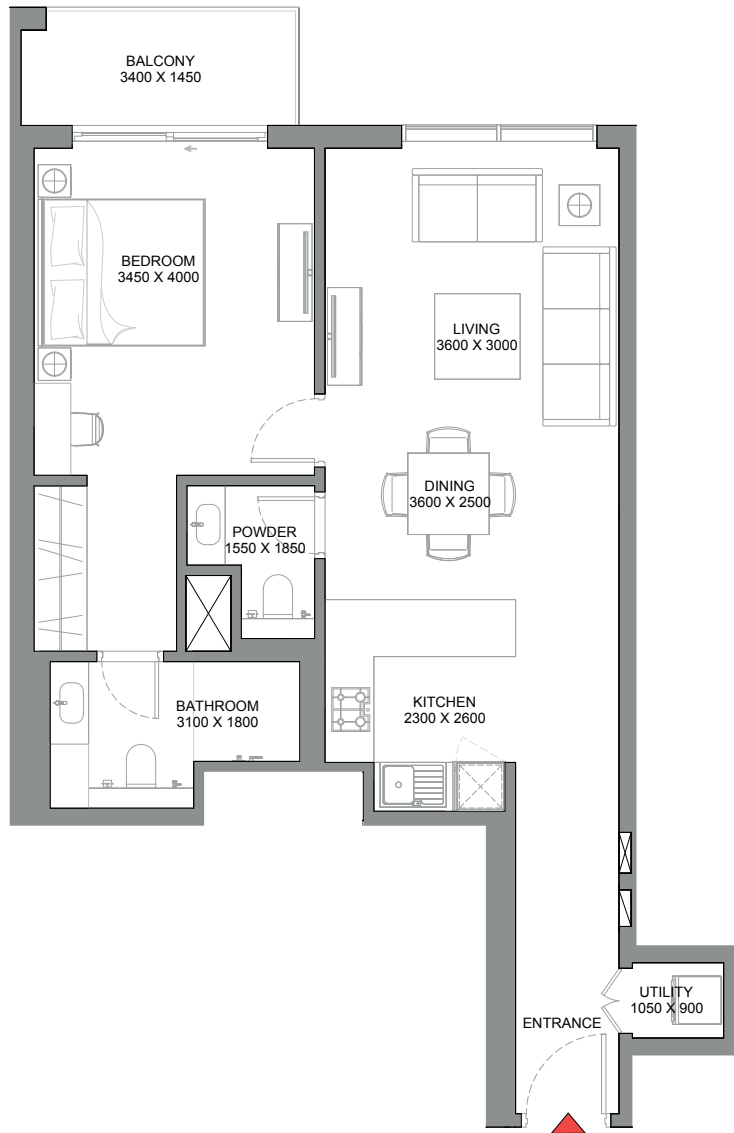 BALCONY
3400 X 1450
BEDROOM
3450 X 4000
LIVING
3600 X 3000
DINING
3600 X 2500
POWDER
1550 X 1850
BATHROOM
3100 X 1800
KITCHEN
2300 X 2600
UTILITY
1050 X 900
ENTRANCE